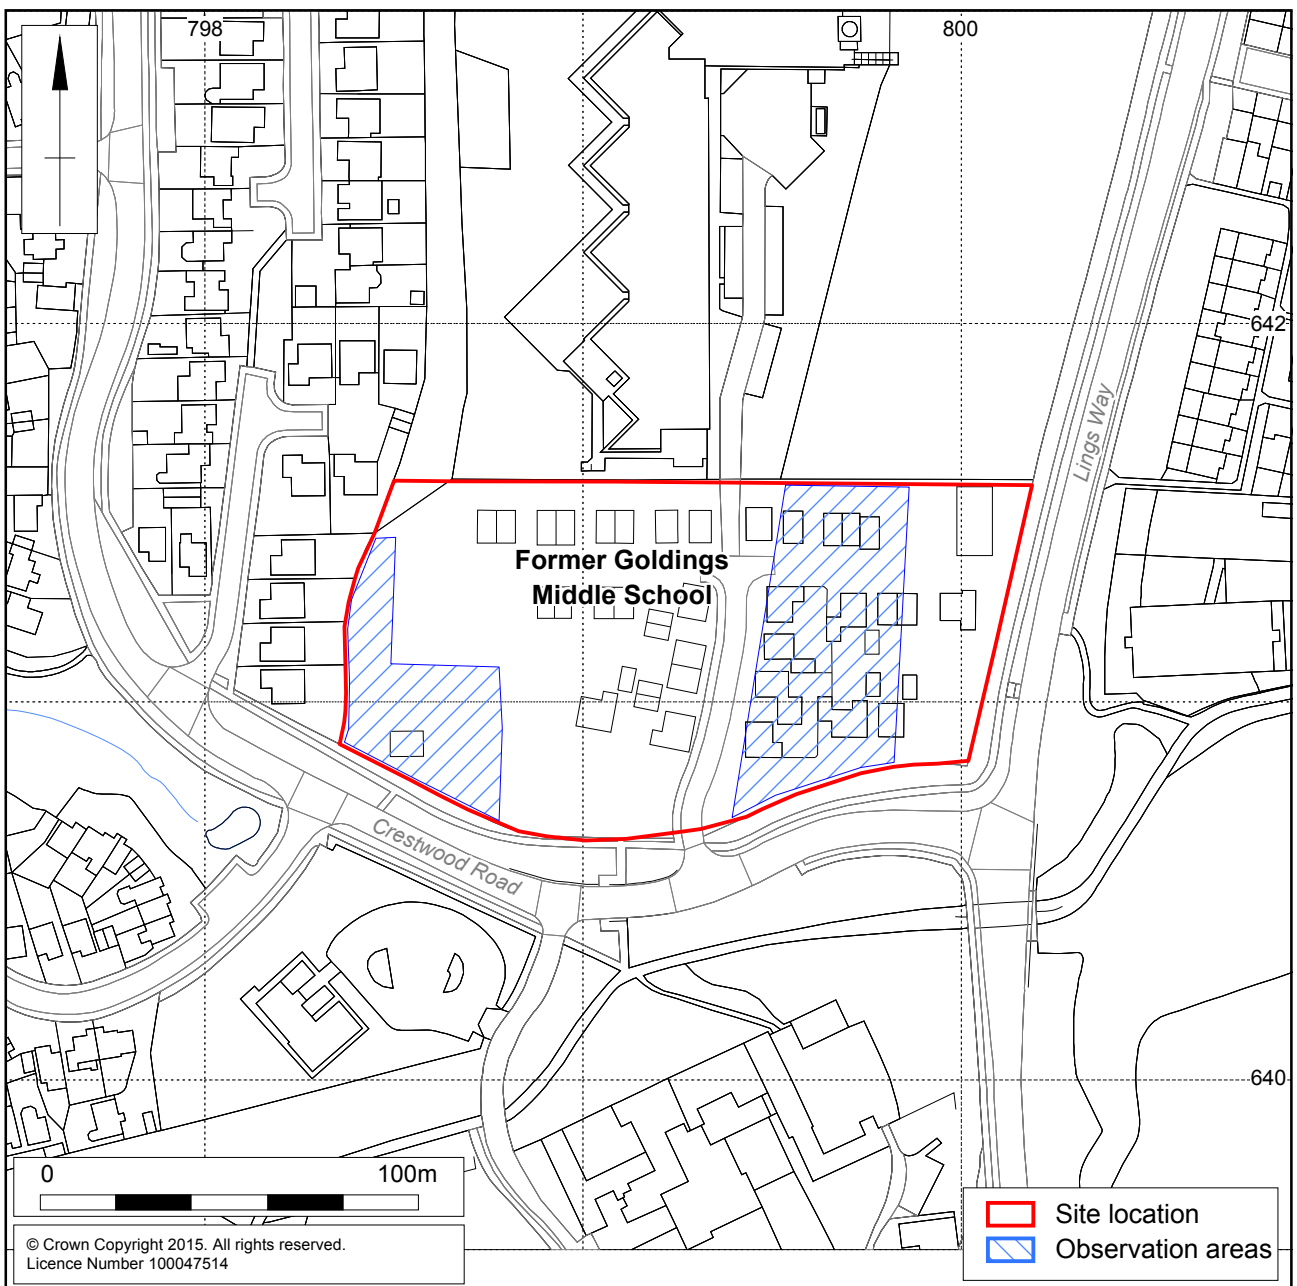 798
800
642
Lings Way
Former Goldings
Middle School
Crestwood Road
640
0
100m
© Crown Copyright 2015. All rights reserved.
Licence Number 100047514
Site location
Observation areas